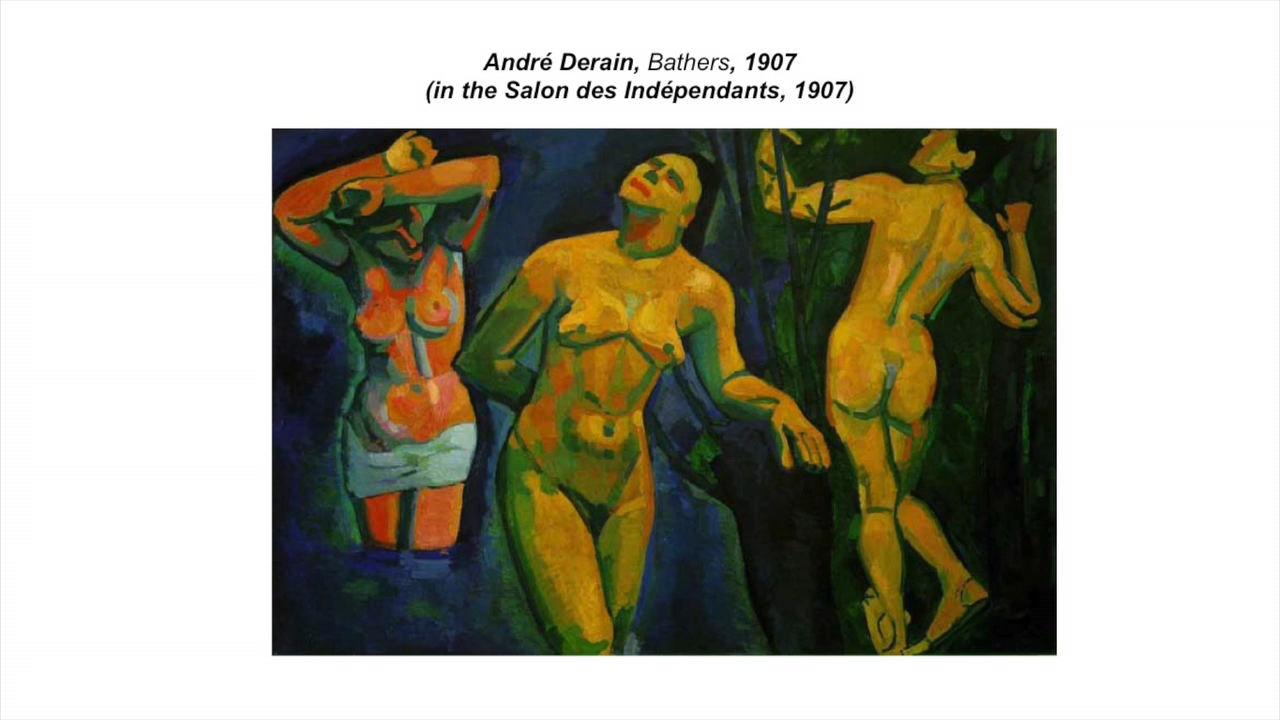 André Derain, Bathers, 1907
(in the Salon des Indépendants, 1907)